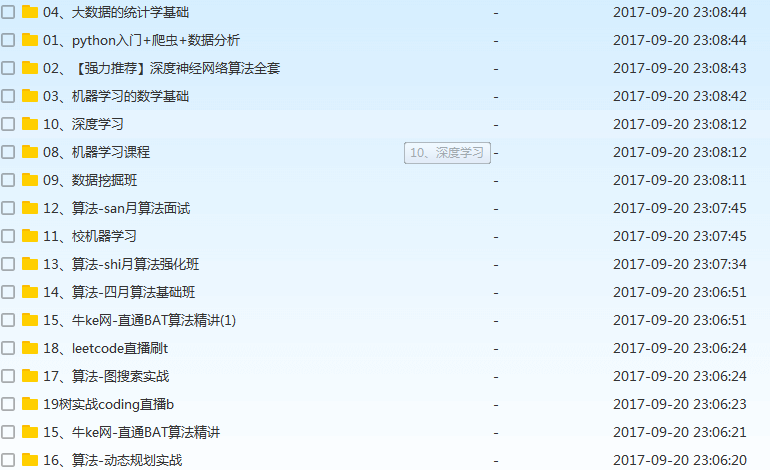 04、大数据的统计学基础 - 2017-09-20 23:08:44
01、python入门+爬虫+数据分析 - 2017-09-20 23:08:44
02、【强力推荐】深度神经网络算法全套 - 2017-09-20 23:08:43
03、机器学习的数学基础 - 2017-09-20 23:08:42
10、深度学习 - 2017-09-20 23:08:12
08、机器学习课程 10、深度学习 - 2017-09-20 23:08:12
09、数据挖掘班 - 2017-09-20 23:08:11
12、算法-san月算法面试 - 2017-09-20 23:07:45
11、校机器学习 - 2017-09-20 23:07:45
13、算法-shi月算法强化班 - 2017-09-20 23:07:34
14、算法-四月算法基础班 - 2017-09-20 23:06:51
15、牛ke网-直通BAT算法精讲(1) - 2017-09-20 23:06:51
18、leetcode直播刷t - 2017-09-20 23:06:24
17、算法-图搜索实战 - 2017-09-20 23:06:24
19树实战coding直播b - 2017-09-20 23:06:23
15、牛ke网-直通BAT算法精讲 - 2017-09-20 23:06:21
16、算法-动态规划实战 - 2017-09-20 23:06:20